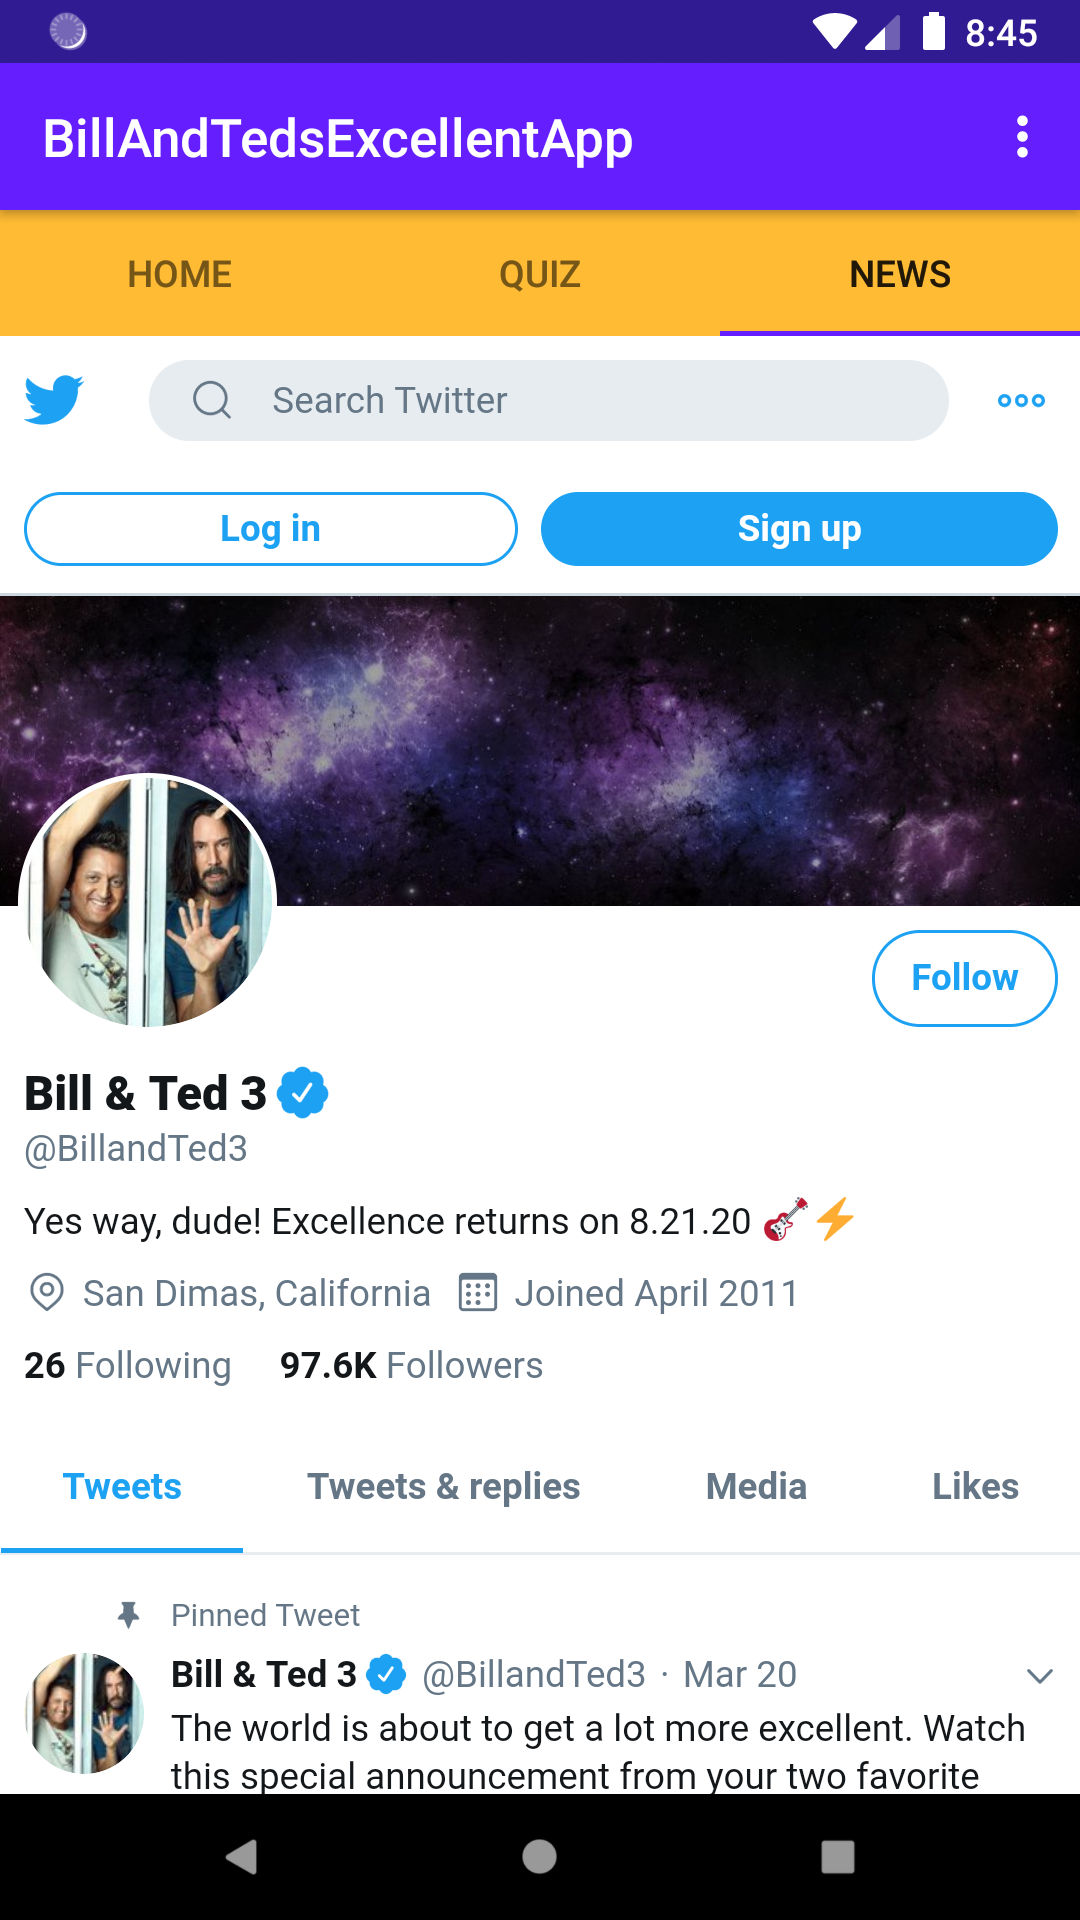 8:45
BillAndTedsExcellentApp
HOME QUIZ NEWS
Search Twitter
Log in Sign up
Follow
Bill & Ted 3
@BillandTed3
Yes way, dude! Excellence returns on 8.21.20 🎸⚡
San Dimas, California Joined April 2011
26 Following 97.6K Followers
Tweets Tweets & replies Media Likes
Pinned Tweet
Bill & Ted 3 @BillandTed3 · Mar 20
The world is about to get a lot more excellent. Watch
this special announcement from your two favorite